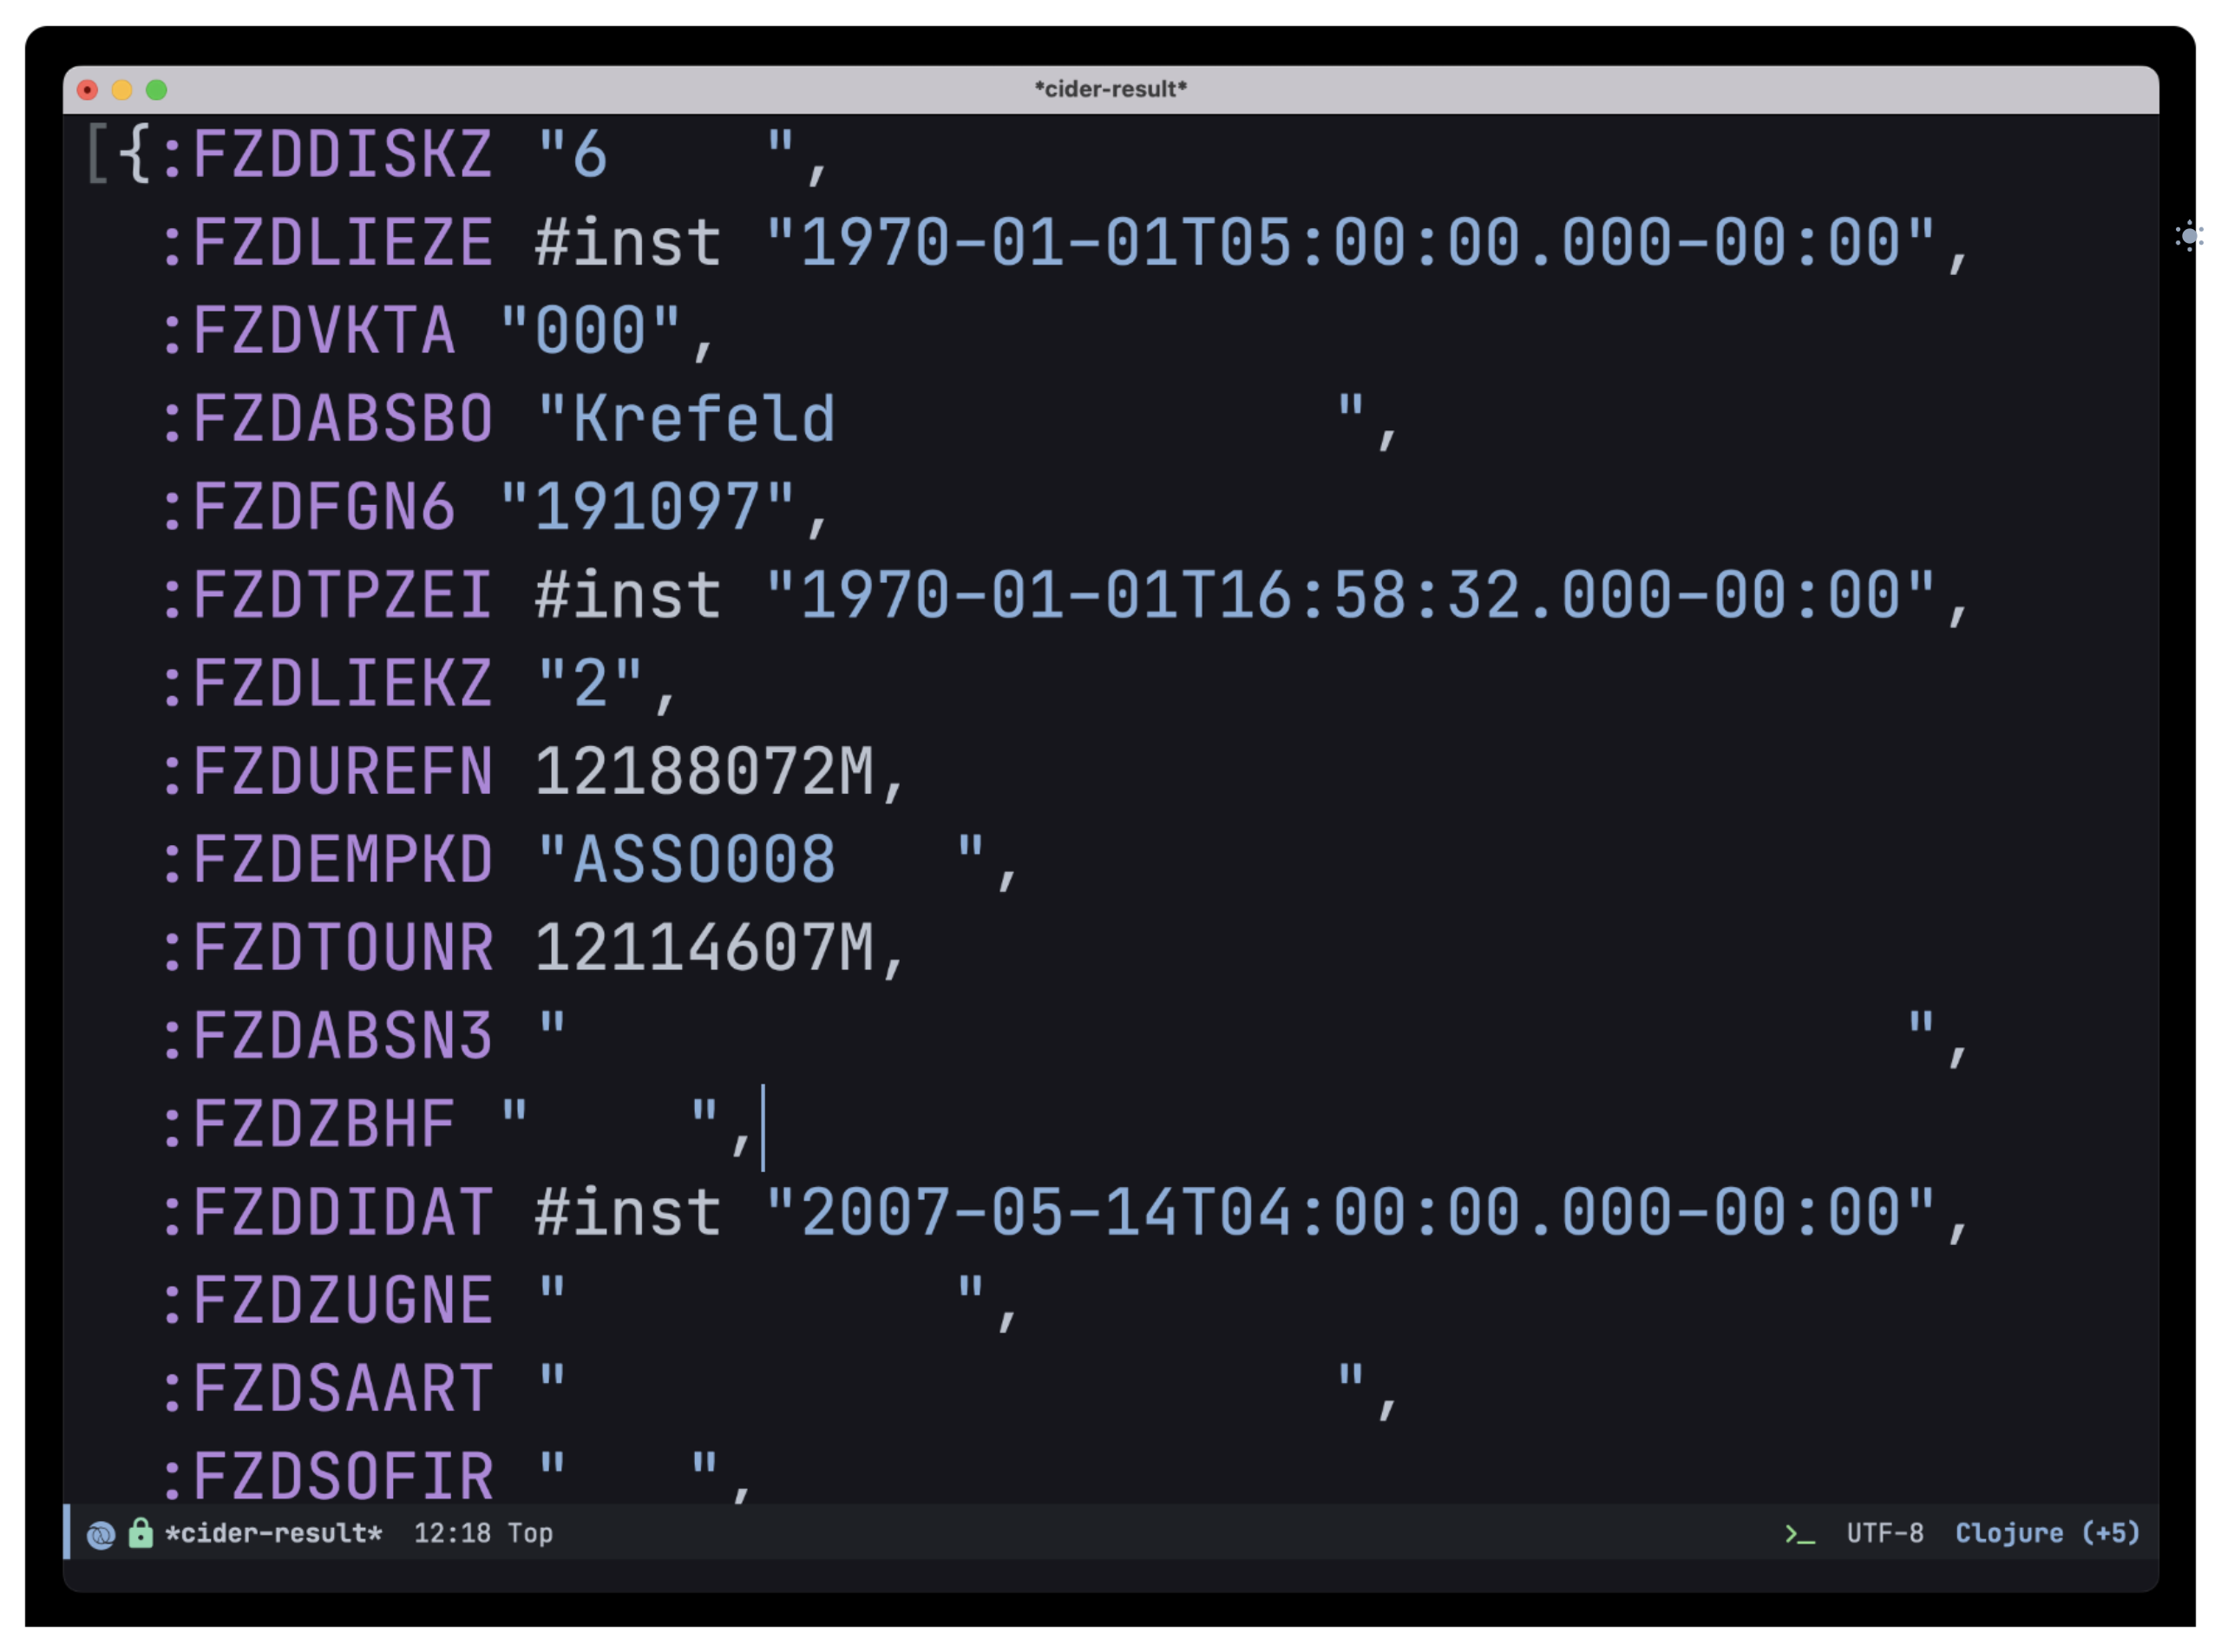 *cider-result*
[{:FZDDISKZ "6    ",
:FZDLIEZE #inst "1970-01-01T05:00:00.000-00:00",
:FZDVKTA "000",
:FZDABSBO "Krefeld             ",
:FZDFGN6 "191097",
:FZDTPZEI #inst "1970-01-01T16:58:32.000-00:00",
:FZDLIEKZ "2",
:FZDUREFN 12188072M,
:FZDEMPKD "ASSO008   ",
:FZDTOUNR 12114607M,
:FZDABSN3 "                                   ",
:FZDZBHF "    ",
:FZDDIDAT #inst "2007-05-14T04:00:00.000-00:00",
:FZDZUGNE "          ",
:FZDSAART "                    ",
:FZDSOFIR "   ",
*cider-result* 12:18 Top >_ UTF-8 Clojure (+5)